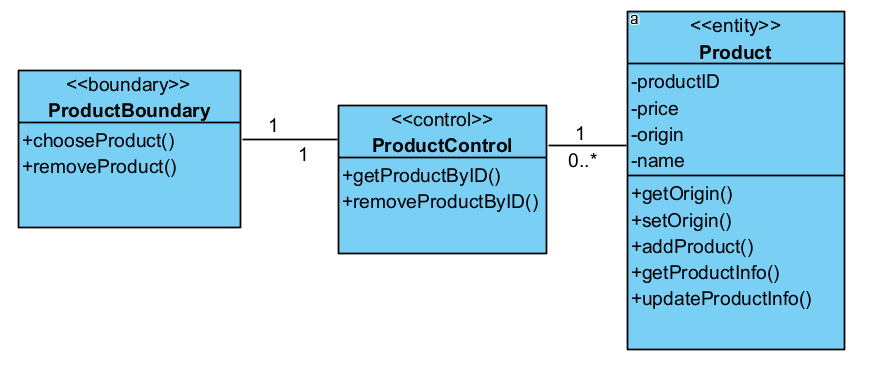 <<boundary>>
ProductBoundary
+chooseProduct()
+removeProduct()
1
1
<<control>>
ProductControl
+getProductByID()
+removeProductByID()
1
0..*
a
<<entity>>
Product
-productID
-price
-origin
-name
+getOrigin()
+setOrigin()
+addProduct()
+getProductInfo()
+updateProductInfo()